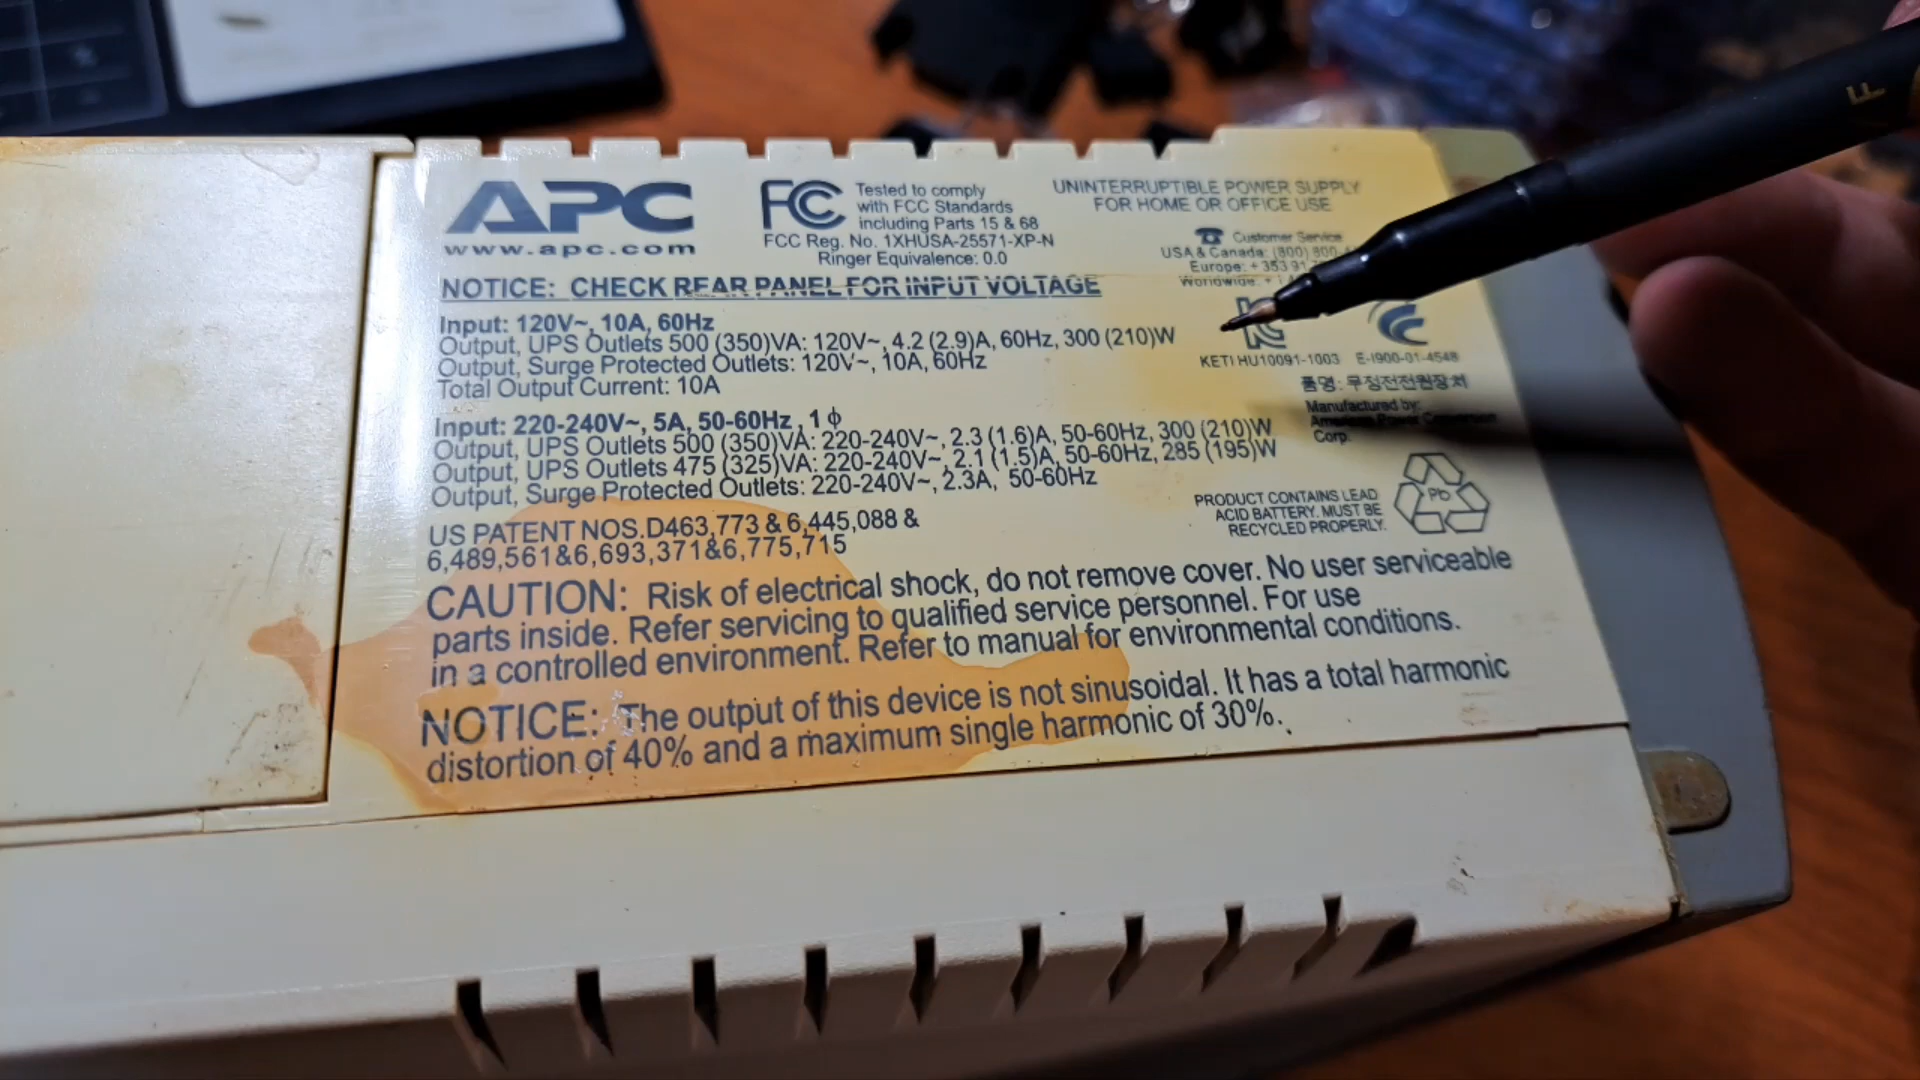 APC
www.apc.com
FC
Tested to comply
with FCC Standards
including Parts 15 & 68
FCC Reg. No. 1XHUSA-25571-XP-N
Ringer Equivalence: 0.0
UNINTERRUPTIBLE POWER SUPPLY
FOR HOME OR OFFICE USE
Customer Service
USA & Canada: (800) 800
Europe: + 353 91
Worldwide: +
NOTICE: CHECK REAR PANEL FOR INPUT VOLTAGE
Input: 120V~, 10A, 60Hz
Output, UPS Outlets 500 (350)VA: 120V~, 4.2 (2.9)A, 60Hz, 300 (210)W
Output, Surge Protected Outlets: 120V~, 10A, 60Hz
Total Output Current: 10A
KETI HU10091-1003 E-I900-01-4548
품명: 무정전전원장치
Manufactured by:
American Power Conversion
Corp.
Input: 220-240V~, 5A, 50-60Hz, 1 ϕ
Output, UPS Outlets 500 (350)VA: 220-240V~, 2.3 (1.6)A, 50-60Hz, 300 (210)W
Output, UPS Outlets 475 (325)VA: 220-240V~, 2.1 (1.5)A, 50-60Hz, 285 (195)W
Output, Surge Protected Outlets: 220-240V~, 2.3A, 50-60Hz
PRODUCT CONTAINS LEAD
ACID BATTERY. MUST BE
RECYCLED PROPERLY.
Pb
US PATENT NOS.D463,773 & 6,445,088 &
6,489,561&6,693,371&6,775,715
CAUTION: Risk of electrical shock, do not remove cover. No user serviceable
parts inside. Refer servicing to qualified service personnel. For use
in a controlled environment. Refer to manual for environmental conditions.
NOTICE: The output of this device is not sinusoidal. It has a total harmonic
distortion of 40% and a maximum single harmonic of 30%.
F